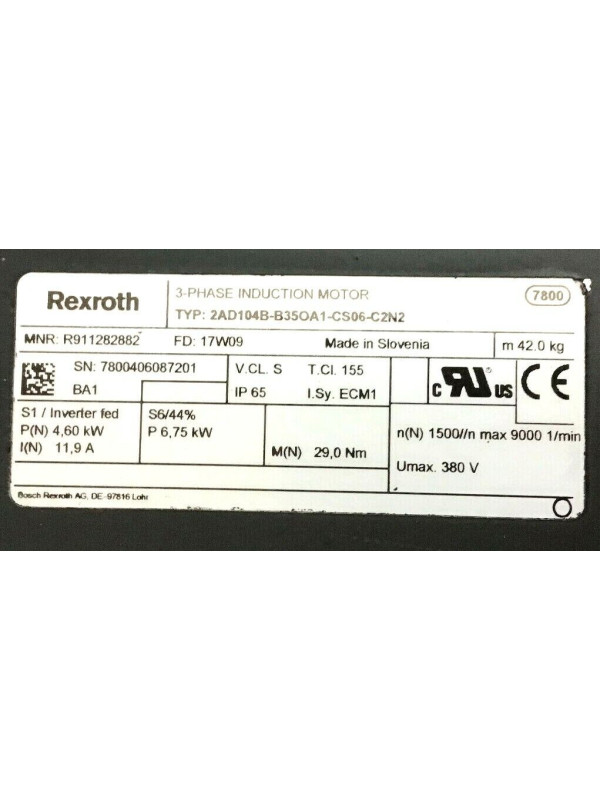 Rexroth
3-PHASE INDUCTION MOTOR
7800
TYP: 2AD104B-B35OA1-CS06-C2N2
MNR: R911282882 FD: 17W09 Made in Slovenia m 42.0 kg
SN: 7800406087201 V.CL. S T.Cl. 155
BA1 IP 65 I.Sy. ECM1
c RU us CE
S1 / Inverter fed S6/44%
P(N) 4,60 kW P 6,75 kW
n(N) 1500//n max 9000 1/min
I(N) 11,9 A M(N) 29,0 Nm
Umax. 380 V
Bosch Rexroth AG, DE-97816 Lohr